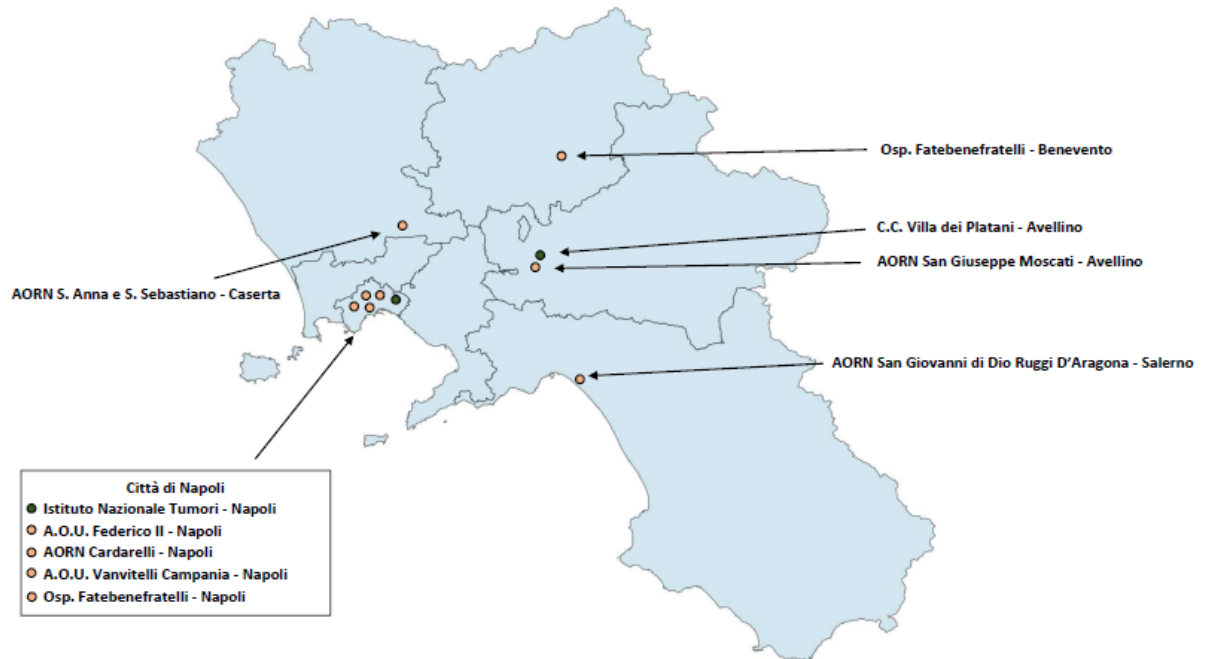 Osp. Fatebenefratelli - Benevento
C.C. Villa dei Platani - Avellino
AORN San Giuseppe Moscati - Avellino
AORN S. Anna e S. Sebastiano - Caserta
AORN San Giovanni di Dio Ruggi D’Aragona - Salerno
Città di Napoli
Istituto Nazionale Tumori - Napoli
A.O.U. Federico II - Napoli
AORN Cardarelli - Napoli
A.O.U. Vanvitelli Campania - Napoli
Osp. Fatebenefratelli - Napoli